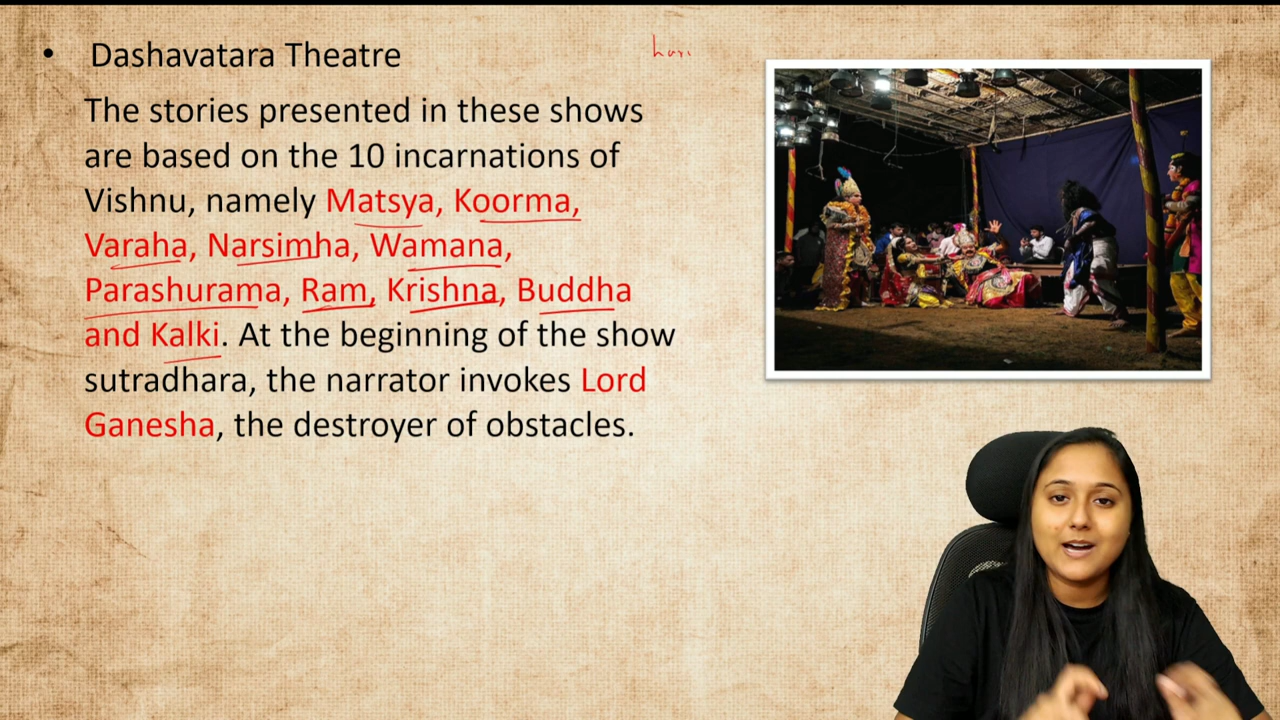 • Dashavatara Theatre
The stories presented in these shows
are based on the 10 incarnations of
Vishnu, namely Matsya, Koorma,
Varaha, Narsimha, Wamana,
Parashurama, Ram, Krishna, Buddha
and Kalki. At the beginning of the show
sutradhara, the narrator invokes Lord
Ganesha, the destroyer of obstacles.